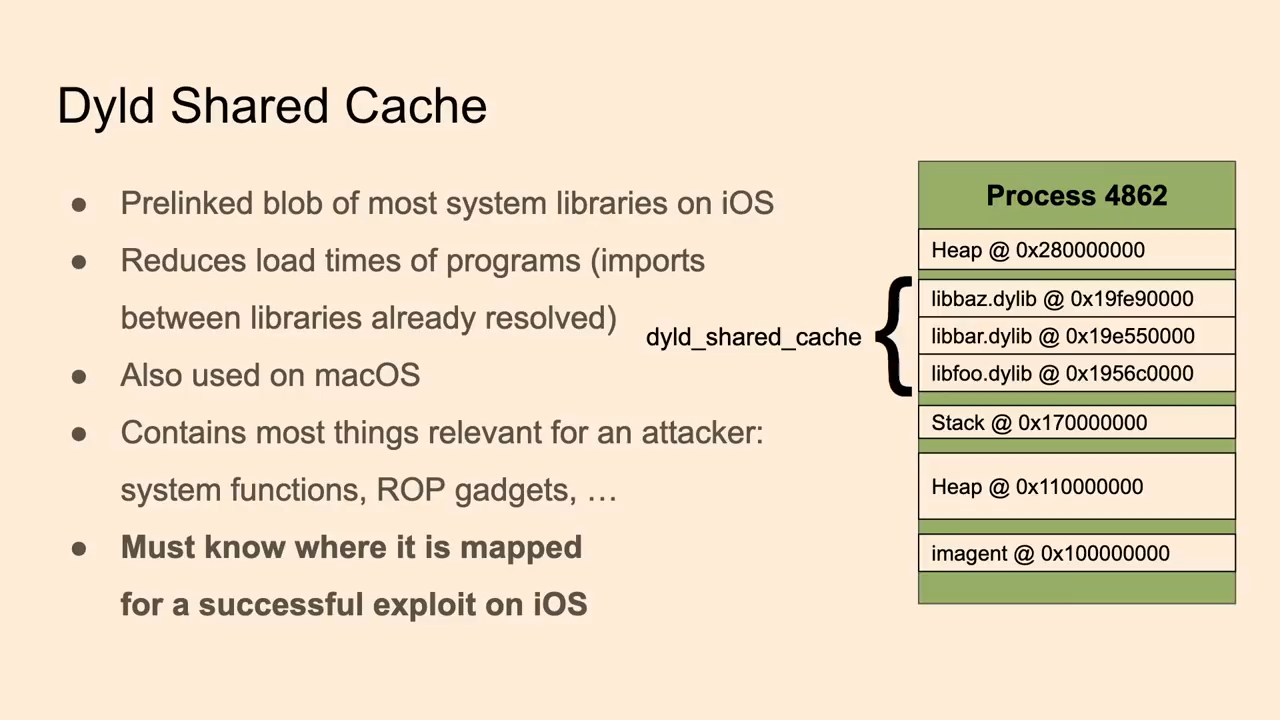 Dyld Shared Cache
● Prelinked blob of most system libraries on iOS
● Reduces load times of programs (imports
between libraries already resolved)
● Also used on macOS
● Contains most things relevant for an attacker:
system functions, ROP gadgets, …
● Must know where it is mapped
for a successful exploit on iOS
dyld_shared_cache
{
Process 4862
Heap @ 0x280000000
libbaz.dylib @ 0x19fe90000
libbar.dylib @ 0x19e550000
libfoo.dylib @ 0x1956c0000
Stack @ 0x170000000
Heap @ 0x110000000
imagent @ 0x100000000